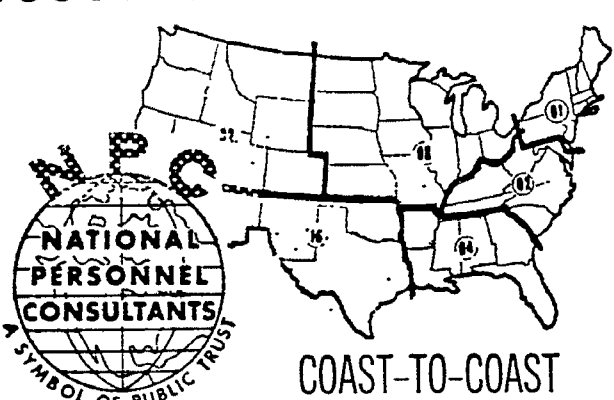 NPC
NATIONAL
PERSONNEL
CONSULTANTS
A SYMBOL OF PUBLIC TRUST
COAST-TO-COAST